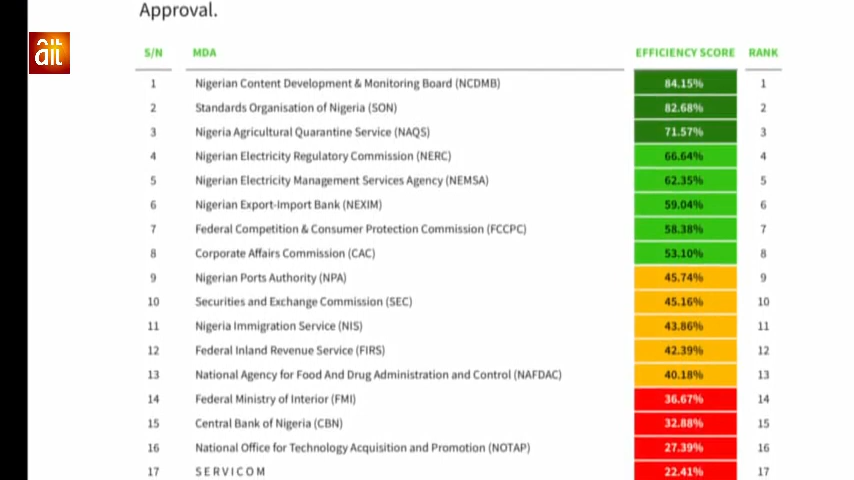 Approval.
âit
S/N MDA EFFICIENCY SCORE RANK
1 Nigerian Content Development & Monitoring Board (NCDMB) 84.15% 1
2 Standards Organisation of Nigeria (SON) 82.68% 2
3 Nigeria Agricultural Quarantine Service (NAQS) 71.57% 3
4 Nigerian Electricity Regulatory Commission (NERC) 66.64% 4
5 Nigerian Electricity Management Services Agency (NEMSA) 62.35% 5
6 Nigerian Export-Import Bank (NEXIM) 59.04% 6
7 Federal Competition & Consumer Protection Commission (FCCPC) 58.38% 7
8 Corporate Affairs Commission (CAC) 53.10% 8
9 Nigerian Ports Authority (NPA) 45.74% 9
10 Securities and Exchange Commission (SEC) 45.16% 10
11 Nigeria Immigration Service (NIS) 43.86% 11
12 Federal Inland Revenue Service (FIRS) 42.39% 12
13 National Agency for Food And Drug Administration and Control (NAFDAC) 40.18% 13
14 Federal Ministry of Interior (FMI) 36.67% 14
15 Central Bank of Nigeria (CBN) 32.88% 15
16 National Office for Technology Acquisition and Promotion (NOTAP) 27.39% 16
17 S E R V I C O M 22.41% 17